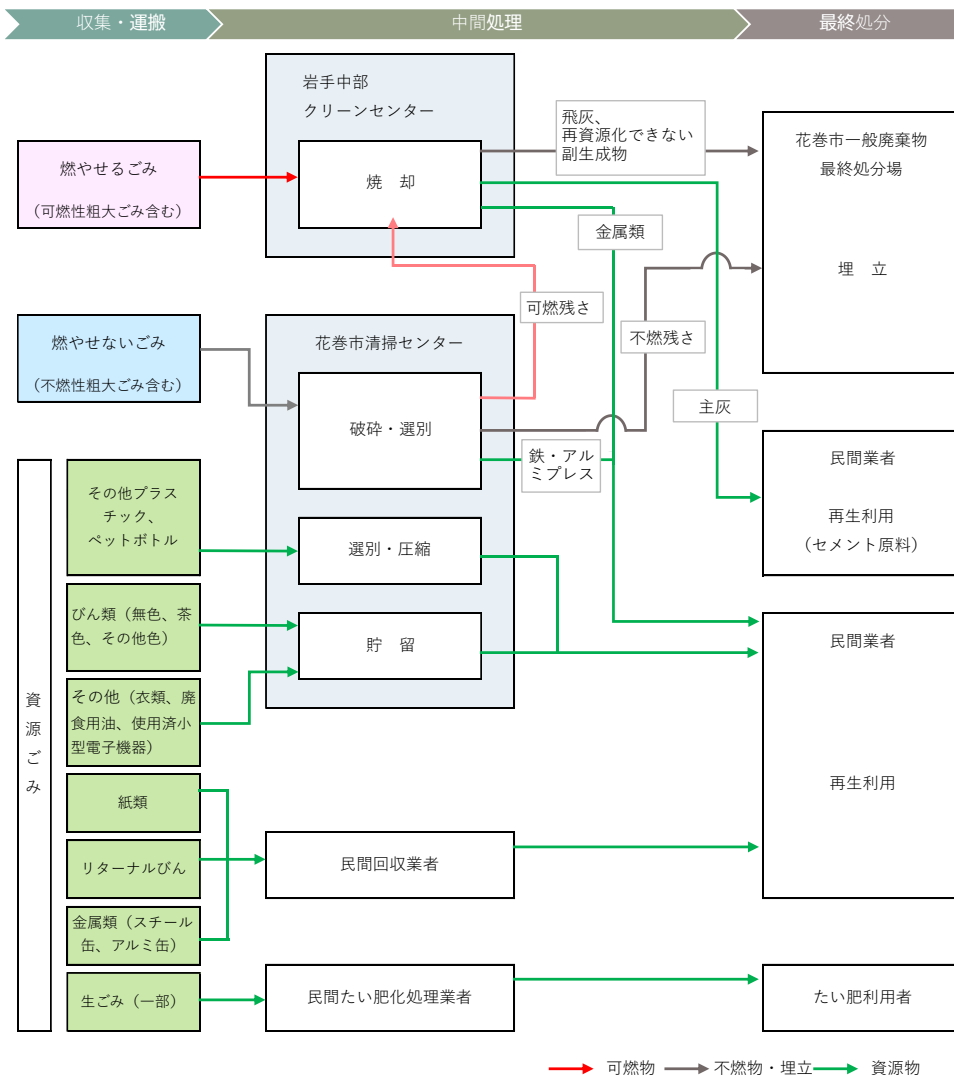 収集・運搬
中間処理
最終処分
岩手中部
クリーンセンター
焼　却
飛灰、
再資源化できない
副生成物
花巻市一般廃棄物
最終処分場
埋　立
燃やせるごみ
（可燃性粗大ごみ含む）
金属類
可燃残さ
不燃残さ
燃やせないごみ
（不燃性粗大ごみ含む）
花巻市清掃センター
破砕・選別
主灰
鉄・アル
ミプレス
民間業者
再生利用
（セメント原料）
資源ごみ
その他プラス
チック、
ペットボトル
選別・圧縮
びん類（無色、茶
色、その他色）
貯　留
民間業者
再生利用
その他（衣類、廃
食用油、使用済小
型電子機器）
紙類
リターナルびん
金属類（スチール
缶、アルミ缶）
民間回収業者
生ごみ（一部）
民間たい肥化処理業者
たい肥利用者
可燃物
不燃物・埋立
資源物